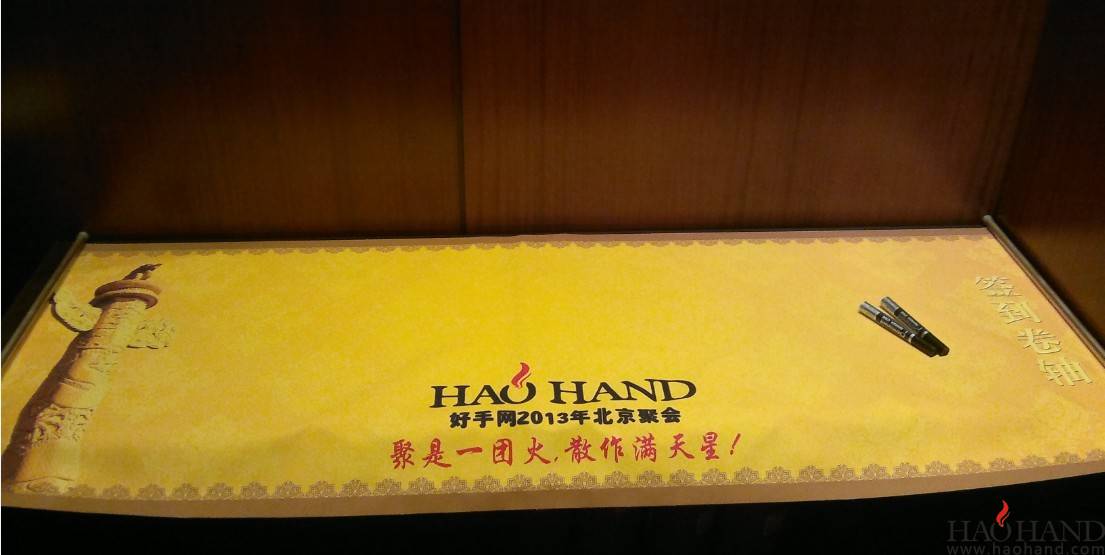 签到卷轴
HAO HAND
好手网2013年北京聚会
聚是一团火,散作满天星!
HAO HAND
www.haohand.com